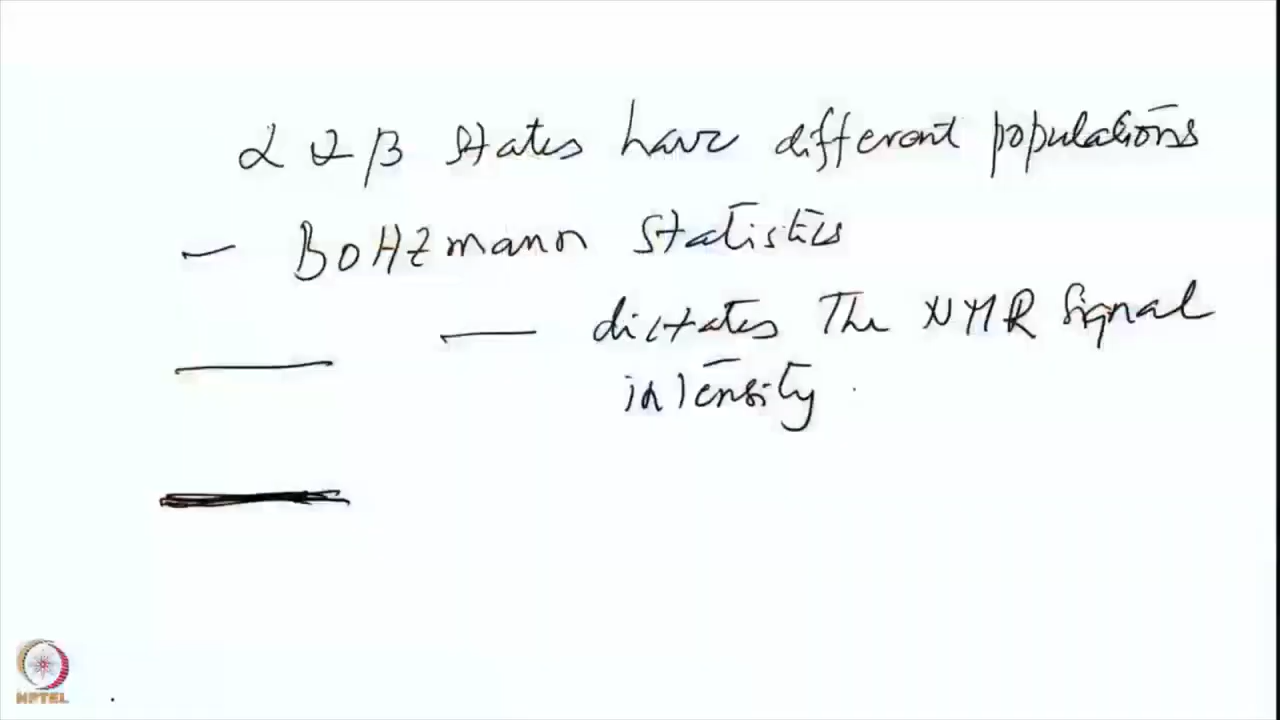 α & β states have different populations
— Boltzmann statistics
— dictates the NMR signal
intensity.
NPTEL